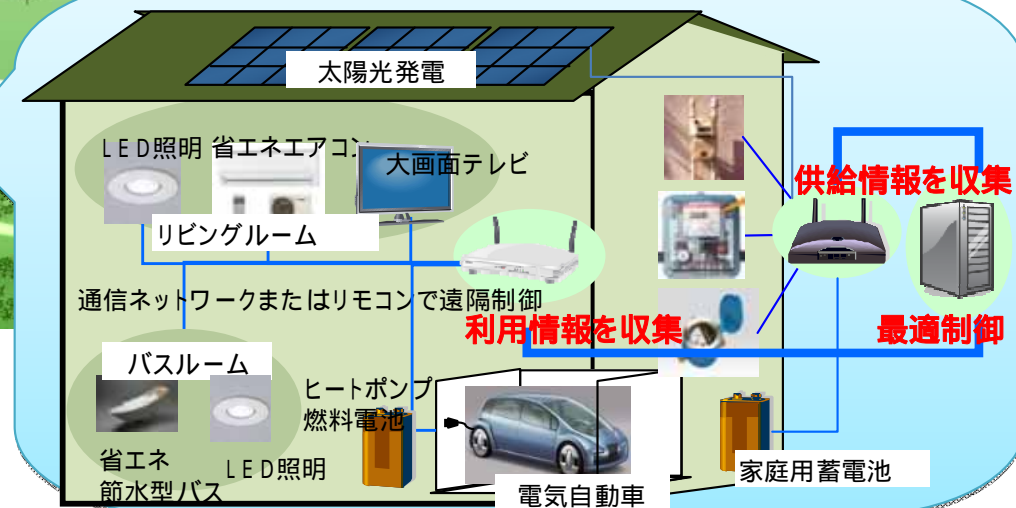 太陽光発電
LED照明 省エネエアコン
大画面テレビ
リビングルーム
供給情報を収集
通信ネットワークまたはリモコンで遠隔制御
利用情報を収集
最適制御
バスルーム
ヒートポンプ
燃料電池
省エネ
節水型バス
LED照明
電気自動車
家庭用蓄電池